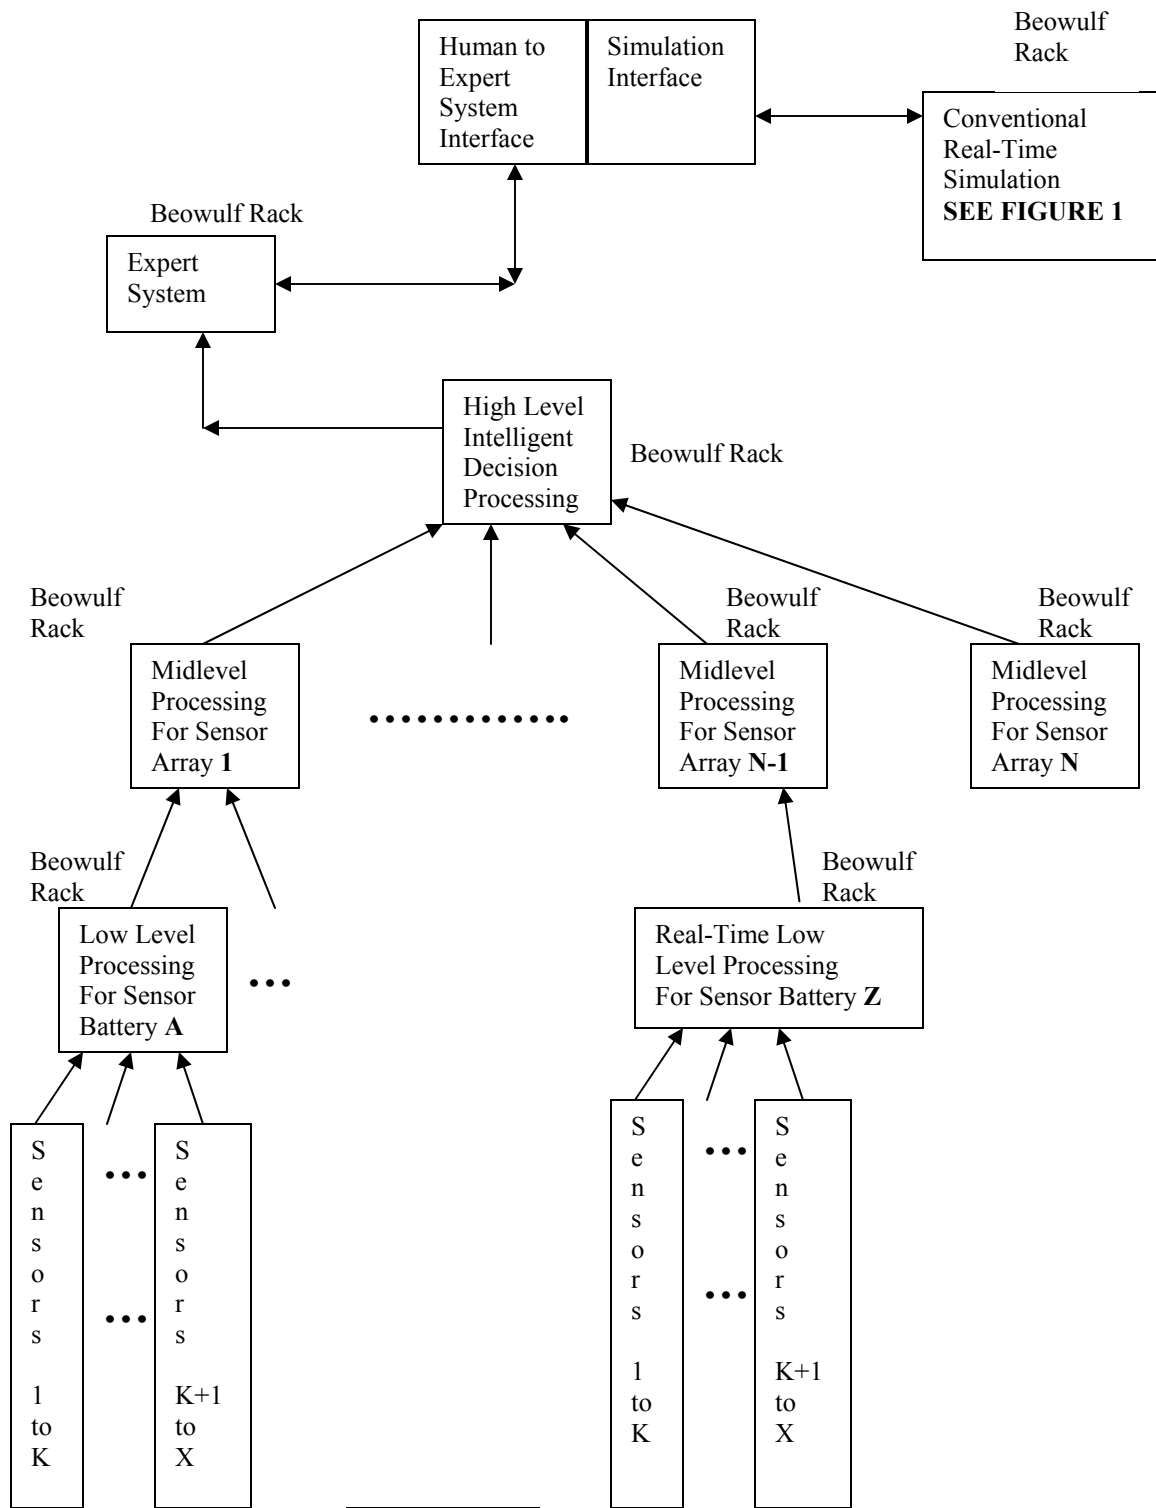 Beowulf
Rack
Human to
Expert
System
Interface
Simulation
Interface
Conventional
Real-Time
Simulation
SEE FIGURE 1
Beowulf Rack
Expert
System
High Level
Intelligent
Decision
Processing
Beowulf Rack
Beowulf
Rack
Beowulf
Rack
Beowulf
Rack
Midlevel
Processing
For Sensor
Array 1
.............
Midlevel
Processing
For Sensor
Array N-1
Midlevel
Processing
For Sensor
Array N
Beowulf
Rack
Beowulf
Rack
Low Level
Processing
For Sensor
Battery A
...
Real-Time Low
Level Processing
For Sensor Battery Z
S
e
n
s
o
r
s
1
to
K
...
...
S
e
n
s
o
r
s
K+1
to
X
S
e
n
s
o
r
s
1
to
K
...
...
S
e
n
s
o
r
s
K+1
to
X